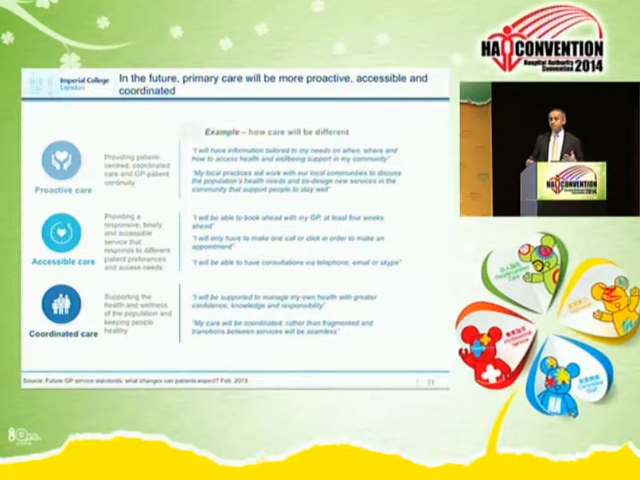 HA CONVENTION
Hospital Authority
Convention 2014
Imperial College
London
In the future, primary care will be more proactive, accessible and
coordinated
Example – how care will be different
Proactive care
Providing patient-
centred, coordinated
care and GP-patient
continuity
"I will have information tailored to my needs on when, where and
how to access health and wellbeing support in my community"
"My local practices will work with our local communities to discuss
the population's health needs and co-design new services in the
community that support people to stay well"
Accessible care
Providing a
responsive, timely
and accessible
service that
responds to different
patient preferences
and access needs
"I will be able to book ahead with my GP, at least four weeks
ahead"
"I will only have to make one call or click in order to make an
appointment"
"I will be able to have consultations via telephone, email or skype"
Coordinated care
Supporting the
health and wellness
of the population and
keeping people
healthy
"I will be supported to manage my own health with greater
confidence, knowledge and responsibility"
"My care will be coordinated, rather than fragmented and
transitions between services will be seamless"
Source: Future GP service standards: what changes can patients expect? Feb, 2013
HA CONVENTION
2014
Care
Professional
Service
Committed
Staff